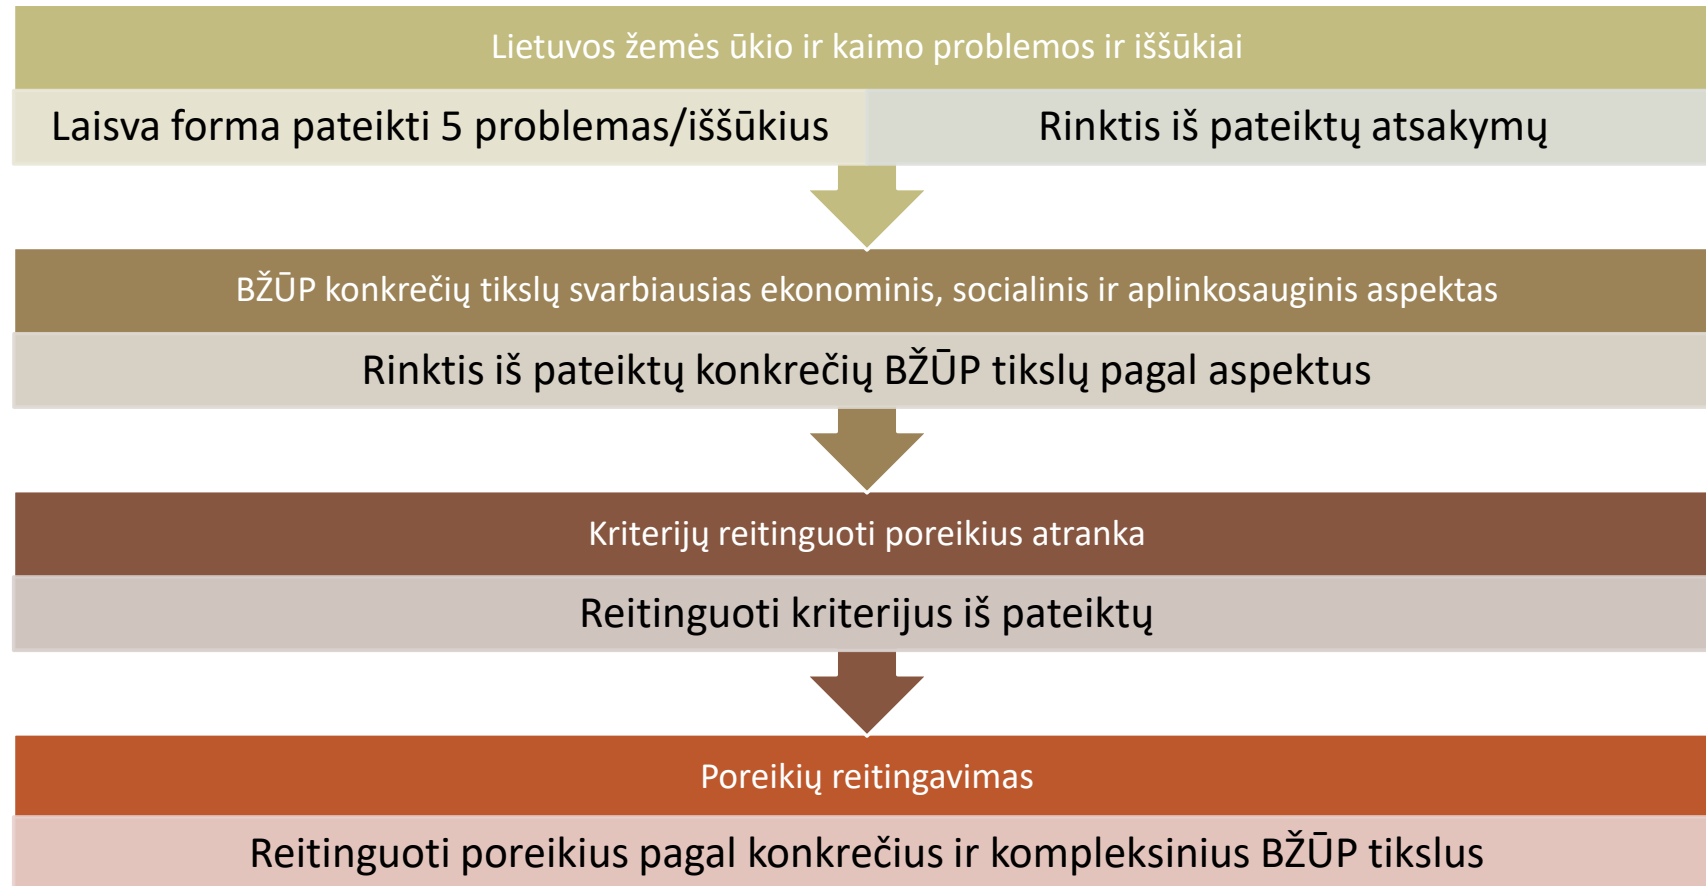 Lietuvos žemės ūkio ir kaimo problemos ir iššūkiai
Laisva forma pateikti 5 problemas/iššūkius
Rinktis iš pateiktų atsakymų
BŽŪP konkrečių tikslų svarbiausias ekonominis, socialinis ir aplinkosauginis aspektas
Rinktis iš pateiktų konkrečių BŽŪP tikslų pagal aspektus
Kriterijų reitinguoti poreikius atranka
Reitinguoti kriterijus iš pateiktų
Poreikių reitingavimas
Reitinguoti poreikius pagal konkrečius ir kompleksinius BŽŪP tikslus